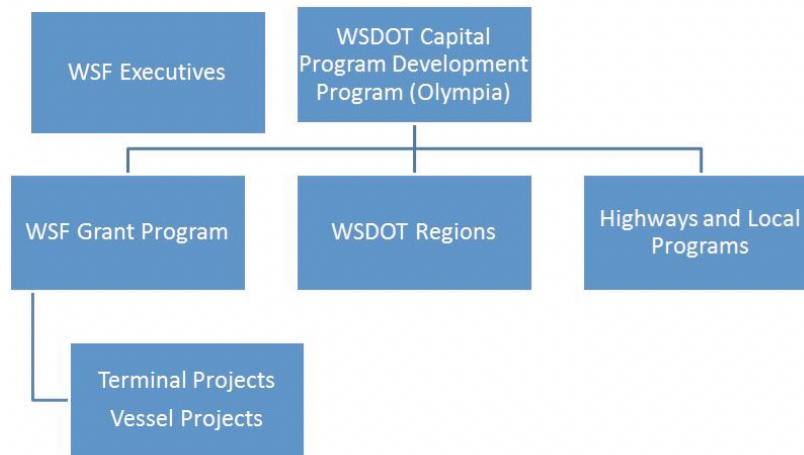 WSF Executives
WSDOT Capital
Program Development
Program (Olympia)
WSF Grant Program
WSDOT Regions
Highways and Local
Programs
Terminal Projects
Vessel Projects